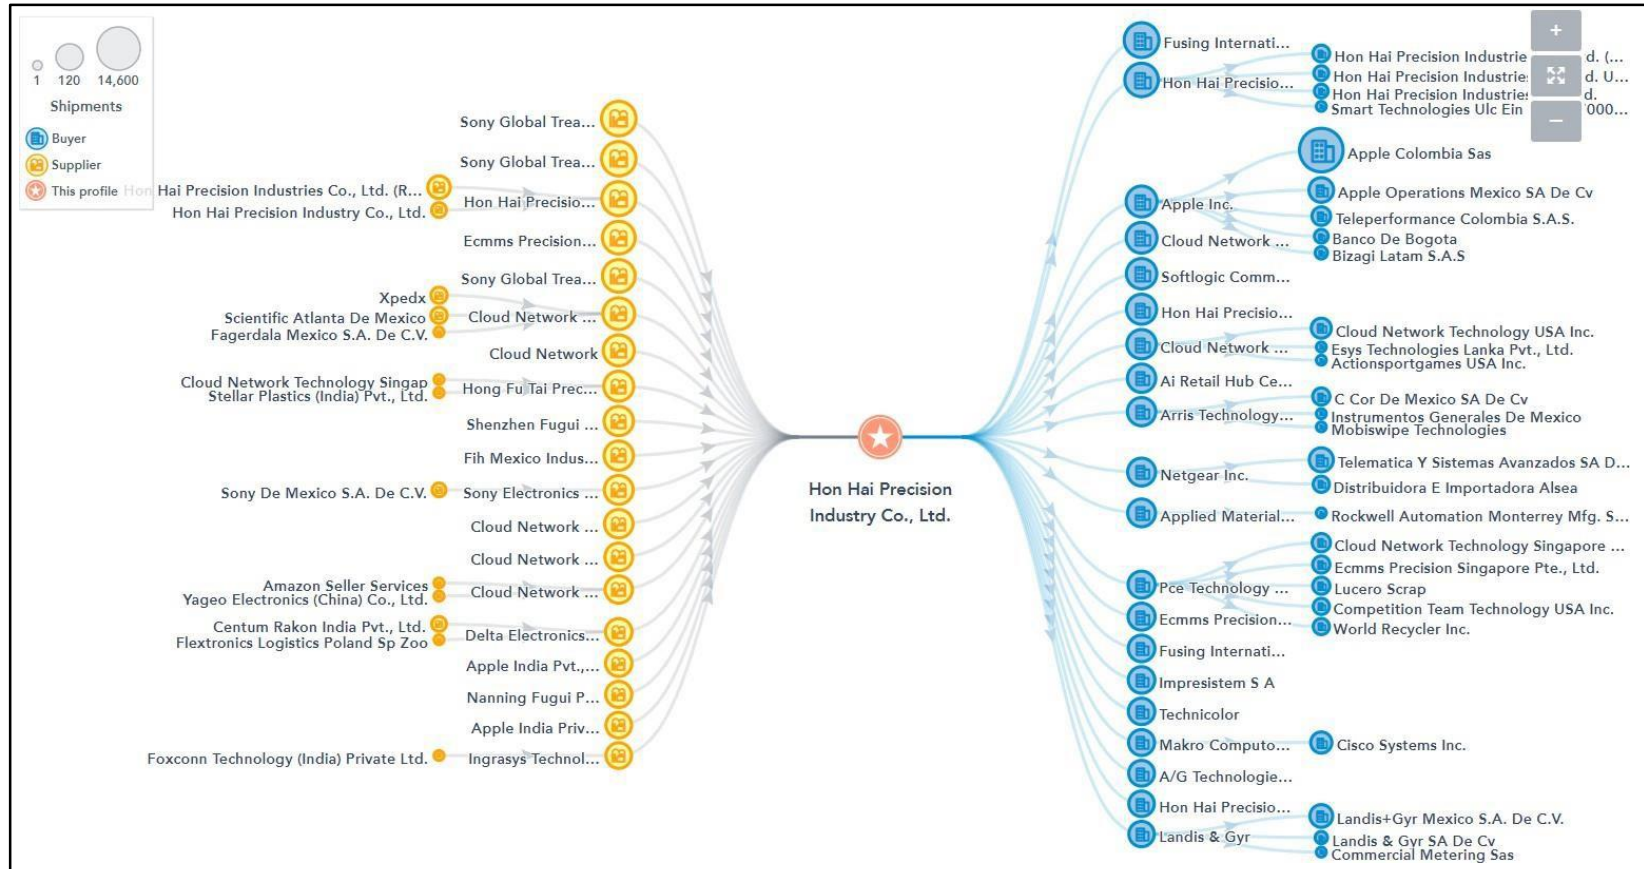 1 120 14,600
Shipments
Buyer
Supplier
This profile
Sony Global Trea...
Sony Global Trea...
Hon Hai Precision Industries Co., Ltd. (R...
Hon Hai Precision Industry Co., Ltd.
Hon Hai Precisio...
Ecmms Precision...
Sony Global Trea...
Xpedx
Scientific Atlanta De Mexico
Fagerdala Mexico S.A. De C.V.
Cloud Network ...
Cloud Network
Cloud Network Technology Singap
Stellar Plastics (India) Pvt., Ltd.
Hong Fu Tai Prec...
Shenzhen Fugui ...
Fih Mexico Indus...
Sony De Mexico S.A. De C.V.
Sony Electronics ...
Cloud Network ...
Cloud Network ...
Amazon Seller Services
Yageo Electronics (China) Co., Ltd.
Cloud Network ...
Centum Rakon India Pvt., Ltd.
Flextronics Logistics Poland Sp Zoo
Delta Electronics...
Apple India Pvt.,...
Nanning Fugui P...
Apple India Priv...
Foxconn Technology (India) Private Ltd.
Ingrasys Technol...
Hon Hai Precision
Industry Co., Ltd.
Fusing Internati...
Hon Hai Precisio...
Hon Hai Precision Industries d. (...
Hon Hai Precision Industries d. U...
Hon Hai Precision Industries d.
Smart Technologies Ulc Ein 000...
Apple Inc.
Apple Colombia Sas
Apple Operations Mexico SA De Cv
Teleperformance Colombia S.A.S.
Banco De Bogota
Bizagi Latam S.A.S
Cloud Network ...
Softlogic Comm...
Hon Hai Precisio...
Cloud Network ...
Cloud Network Technology USA Inc.
Esys Technologies Lanka Pvt., Ltd.
Actionsportgames USA Inc.
Ai Retail Hub Ce...
Arris Technology...
C Cor De Mexico SA De Cv
Instrumentos Generales De Mexico
Mobiswipe Technologies
Netgear Inc.
Telematica Y Sistemas Avanzados SA D...
Distribuidora E Importadora Alsea
Applied Material...
Rockwell Automation Monterrey Mfg. S...
Pce Technology ...
Cloud Network Technology Singapore ...
Ecmms Precision Singapore Pte., Ltd.
Lucero Scrap
Competition Team Technology USA Inc.
World Recycler Inc.
Ecmms Precision...
Fusing Internati...
Impresistem S A
Technicolor
Makro Computo...
Cisco Systems Inc.
A/G Technologie...
Hon Hai Precisio...
Landis & Gyr
Landis+Gyr Mexico S.A. De C.V.
Landis & Gyr SA De Cv
Commercial Metering Sas